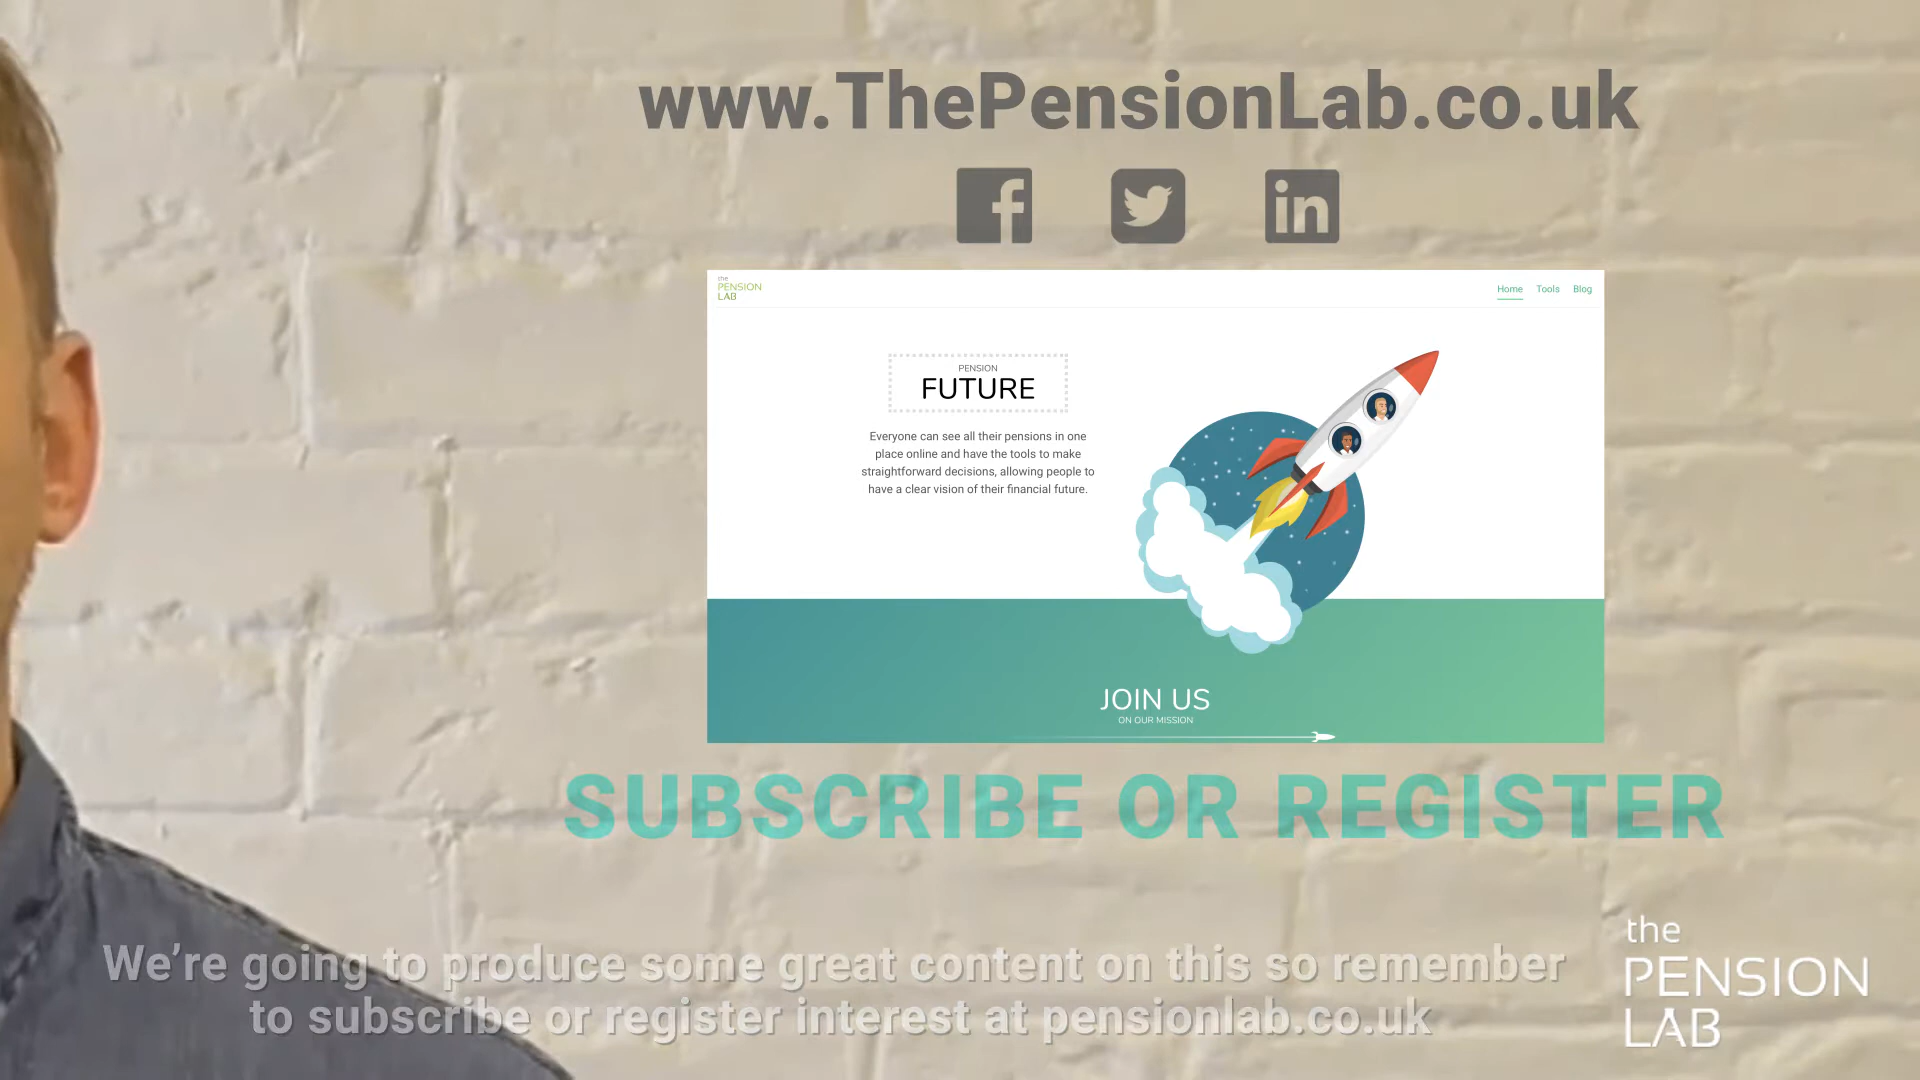 www.ThePensionLab.co.uk
the
PENSION
LAB
Home Tools Blog
PENSION
FUTURE
Everyone can see all their pensions in one
place online and have the tools to make
straightforward decisions, allowing people to
have a clear vision of their financial future.
JOIN US
ON OUR MISSION
SUBSCRIBE OR REGISTER
We're going to produce some great content on this so remember
to subscribe or register interest at pensionlab.co.uk
the
PENSION
LAB